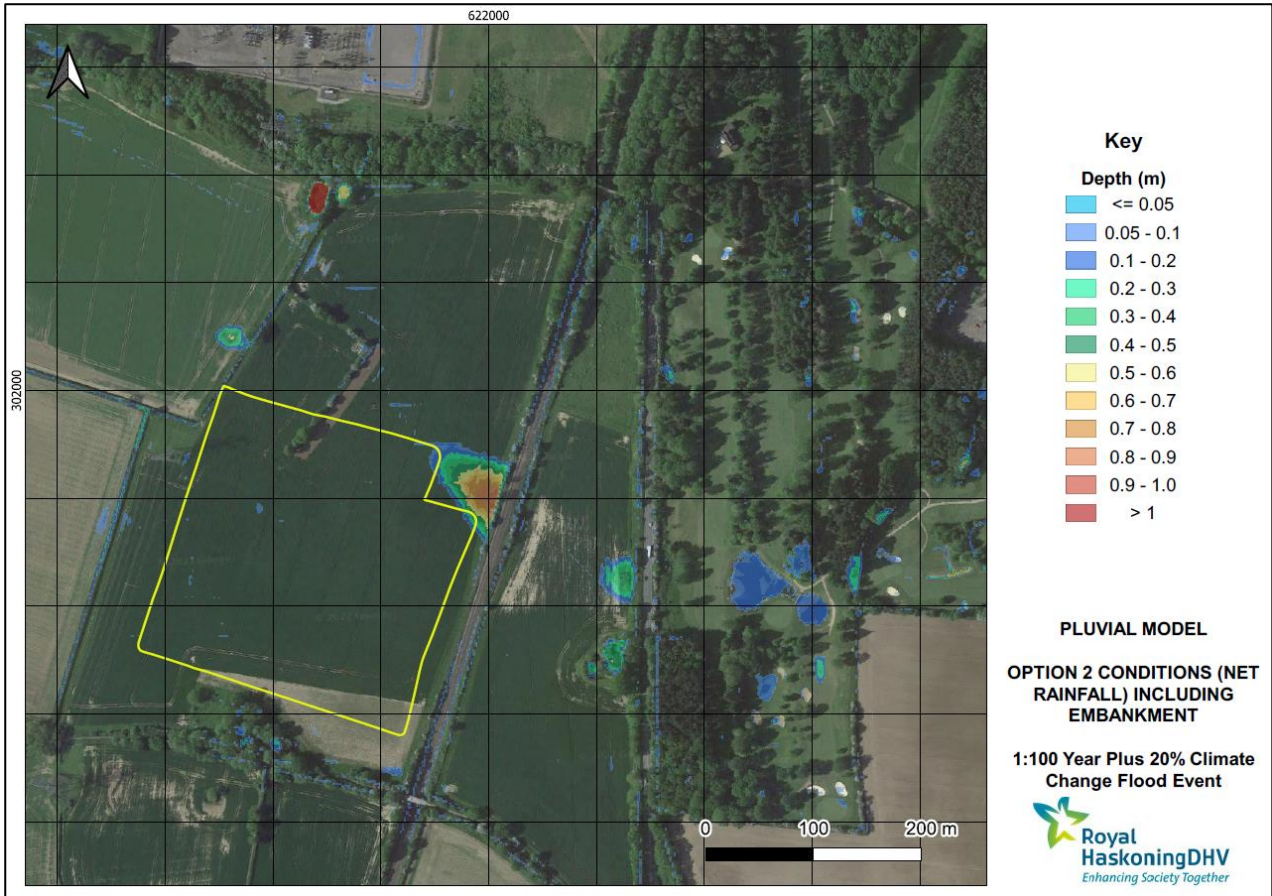 622000
302000
Key
Depth (m)
<= 0.05
0.05 - 0.1
0.1 - 0.2
0.2 - 0.3
0.3 - 0.4
0.4 - 0.5
0.5 - 0.6
0.6 - 0.7
0.7 - 0.8
0.8 - 0.9
0.9 - 1.0
> 1
PLUVIAL MODEL
OPTION 2 CONDITIONS (NET
RAINFALL) INCLUDING
EMBANKMENT
1:100 Year Plus 20% Climate
Change Flood Event
0 100 200 m
Royal
HaskoningDHV
Enhancing Society Together